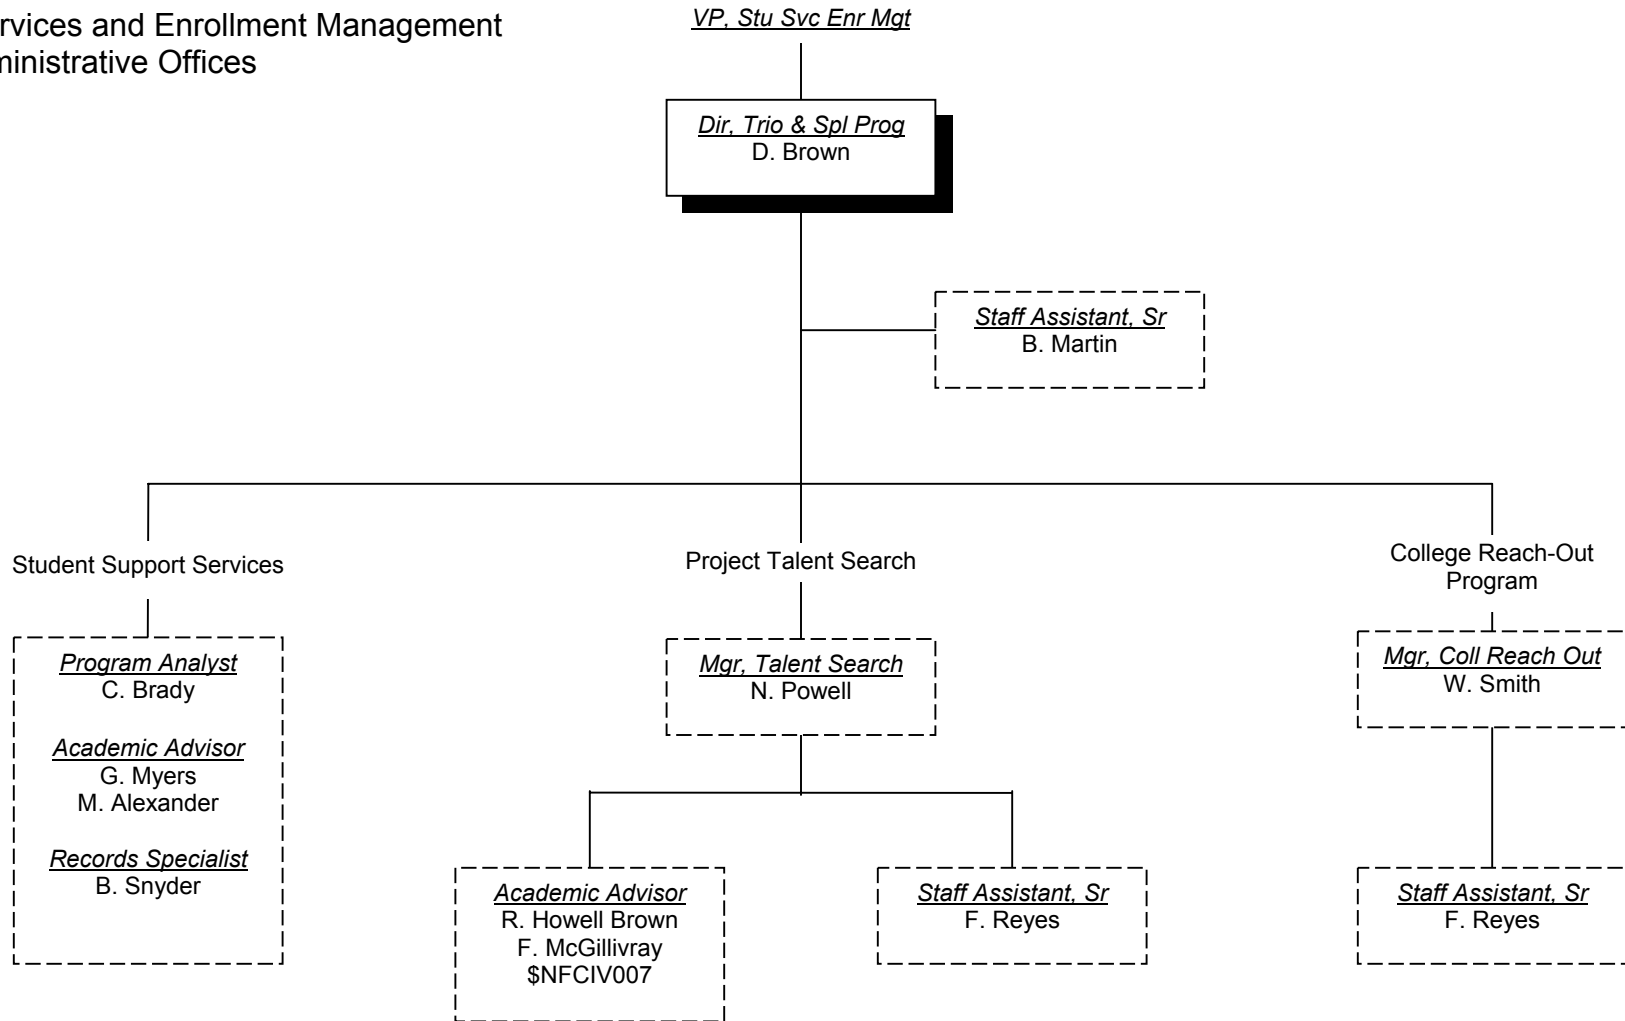 rvices and Enrollment Management
ministrative Offices
VP, Stu Svc Enr Mgt
Dir, Trio & Spl Prog
D. Brown
Staff Assistant, Sr
B. Martin
Student Support Services
Project Talent Search
College Reach-Out
Program
Program Analyst
C. Brady
Academic Advisor
G. Myers
M. Alexander
Records Specialist
B. Snyder
Mgr, Talent Search
N. Powell
Mgr, Coll Reach Out
W. Smith
Academic Advisor
R. Howell Brown
F. McGillivray
$NFCIV007
Staff Assistant, Sr
F. Reyes
Staff Assistant, Sr
F. Reyes